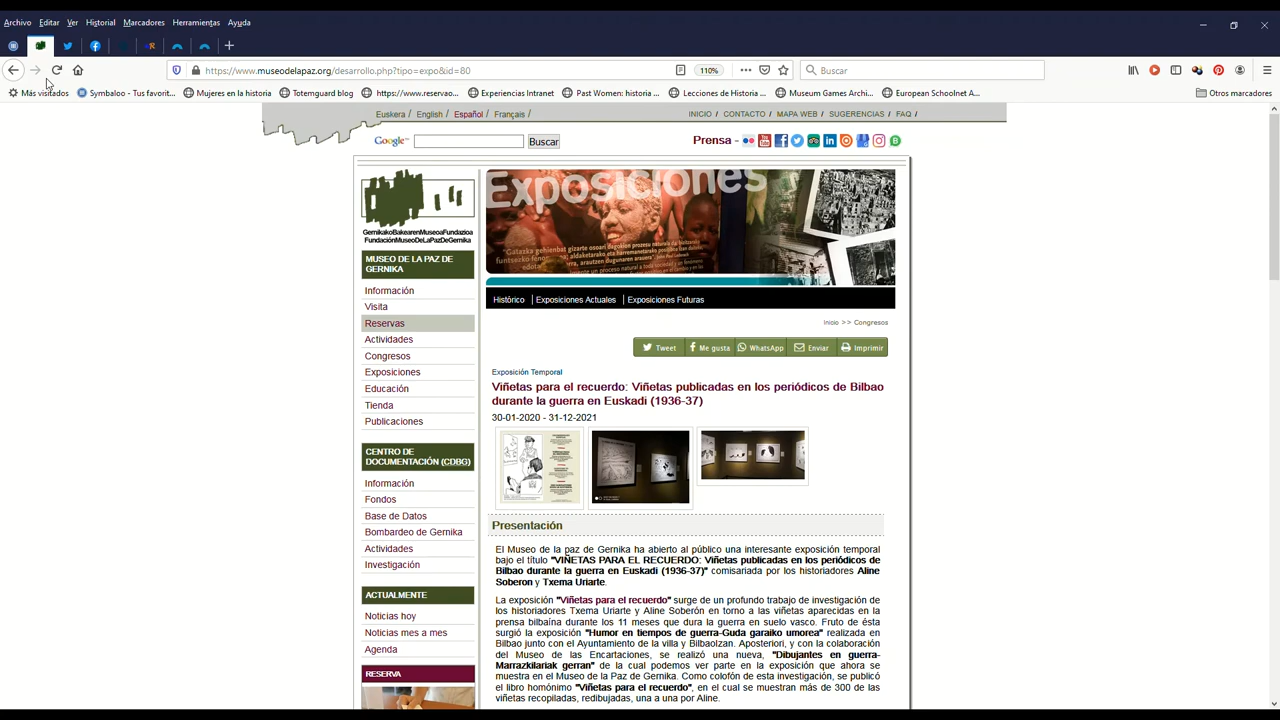 Archivo Editar Ver Historial Marcadores Herramientas Ayuda
https://www.museodelapaz.org/desarrollo.php?tipo=expo&id=80
110%
Buscar
Más visitados
Symbaloo - Tus favorit...
Mujeres en la historia
Totemguard blog
https://www.reservao...
Experiencies Intranet
Past Women: historia ...
Lecciones de Historia ...
Museum Games Archi...
European Schoolnet A...
Otros marcadores
Euskera / English / Español / Français /
INICIO / CONTACTO / MAPA WEB / SUGERENCIAS / FAQ /
Google
Buscar
Prensa -
Exposiciones
GernikakoBakearenMuseoaFundazioa
FundaciónMuseoDeLaPazDeGernika
MUSEO DE LA PAZ DE
GERNIKA
Información
Visita
Reservas
Actividades
Congresos
Exposiciones
Educación
Tienda
Publicaciones
CENTRO DE
DOCUMENTACIÓN (CDBG)
Información
Fondos
Base de Datos
Bombardeo de Gernika
Actividades
Investigación
ACTUALMENTE
Noticias hoy
Noticias mes a mes
Agenda
RESERVA
Histórico
Exposiciones Actuales
Exposiciones Futuras
Inicio >> Congresos
Tweet
Me gusta
WhatsApp
Enviar
Imprimir
Exposición Temporal
Viñetas para el recuerdo: Viñetas publicadas en los periódicos de Bilbao
durante la guerra en Euskadi (1936-37)
30-01-2020 - 31-12-2021
Presentación
El Museo de la paz de Gernika ha abierto al público una interesante exposición temporal
bajo el título "VIÑETAS PARA EL RECUERDO: Viñetas publicadas en los periódicos de
Bilbao durante la guerra en Euskadi (1936-37)" comisariada por los historiadores Aline
Soberon y Txema Uriarte.
La exposición "Viñetas para el recuerdo" surge de un profundo trabajo de investigación de
los historiadores Txema Uriarte y Aline Soberón en torno a las viñetas aparecidas en la
prensa bilbaína durante los 11 meses que dura la guerra en suelo vasco. Fruto de ésta
surgió la exposición "Humor en tiempos de guerra-Guda garaiko umorea" realizada en
Bilbao junto con el Ayuntamiento de la villa y Bilbaolzan. Aposteriori, y con la colaboración
del Museo de las Encartaciones, se realizó una nueva, "Dibujantes en guerra-
Marrazkilariak gerran" de la cual podemos ver parte en la exposición que ahora se
muestra en el Museo de la Paz de Gernika. Como colofón de esta investigación, se publicó
el libro homónimo "Viñetas para el recuerdo", en el cual se muestran más de 300 de las
viñetas recopiladas, redibujadas, una a una por Aline.